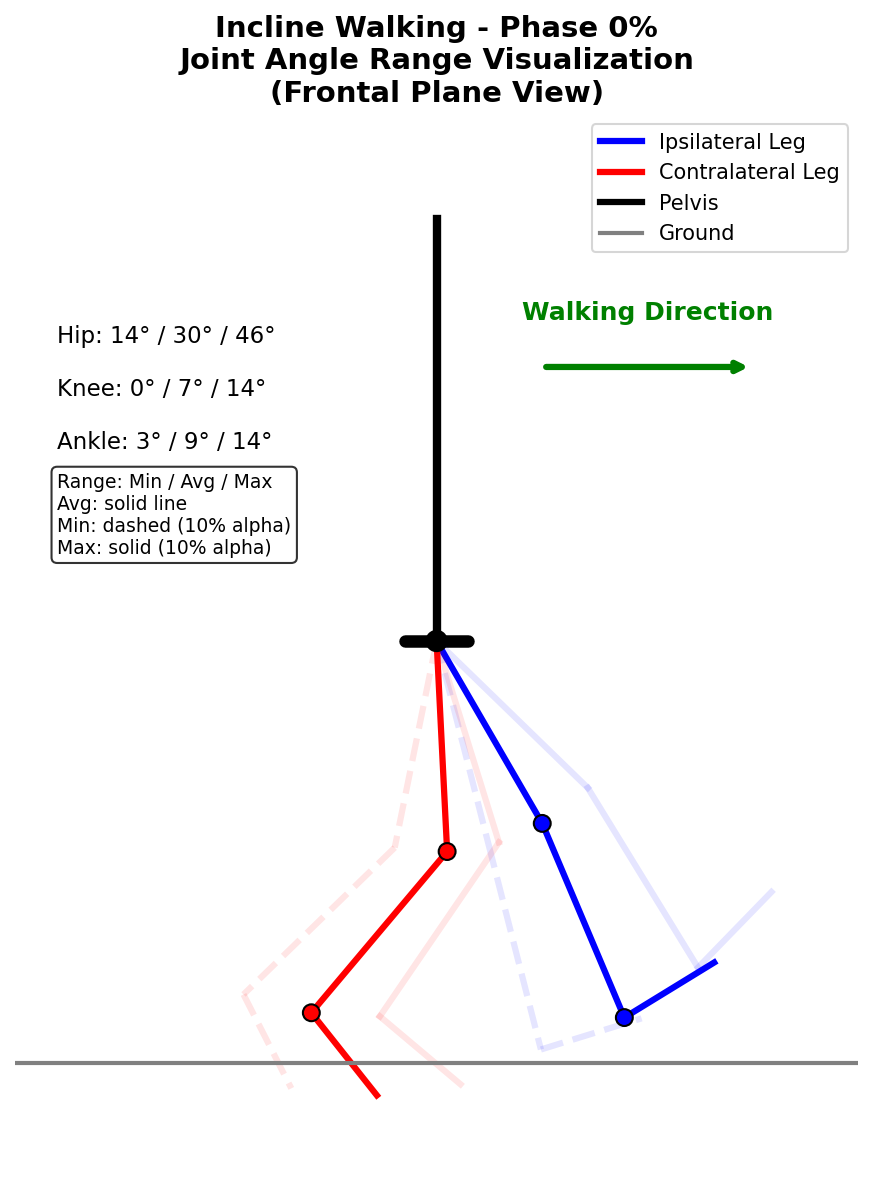 Incline Walking - Phase 0%
Joint Angle Range Visualization
(Frontal Plane View)
Ipsilateral Leg
Contralateral Leg
Pelvis
Ground
Walking Direction
Hip: 14° / 30° / 46°
Knee: 0° / 7° / 14°
Ankle: 3° / 9° / 14°
Range: Min / Avg / Max
Avg: solid line
Min: dashed (10% alpha)
Max: solid (10% alpha)